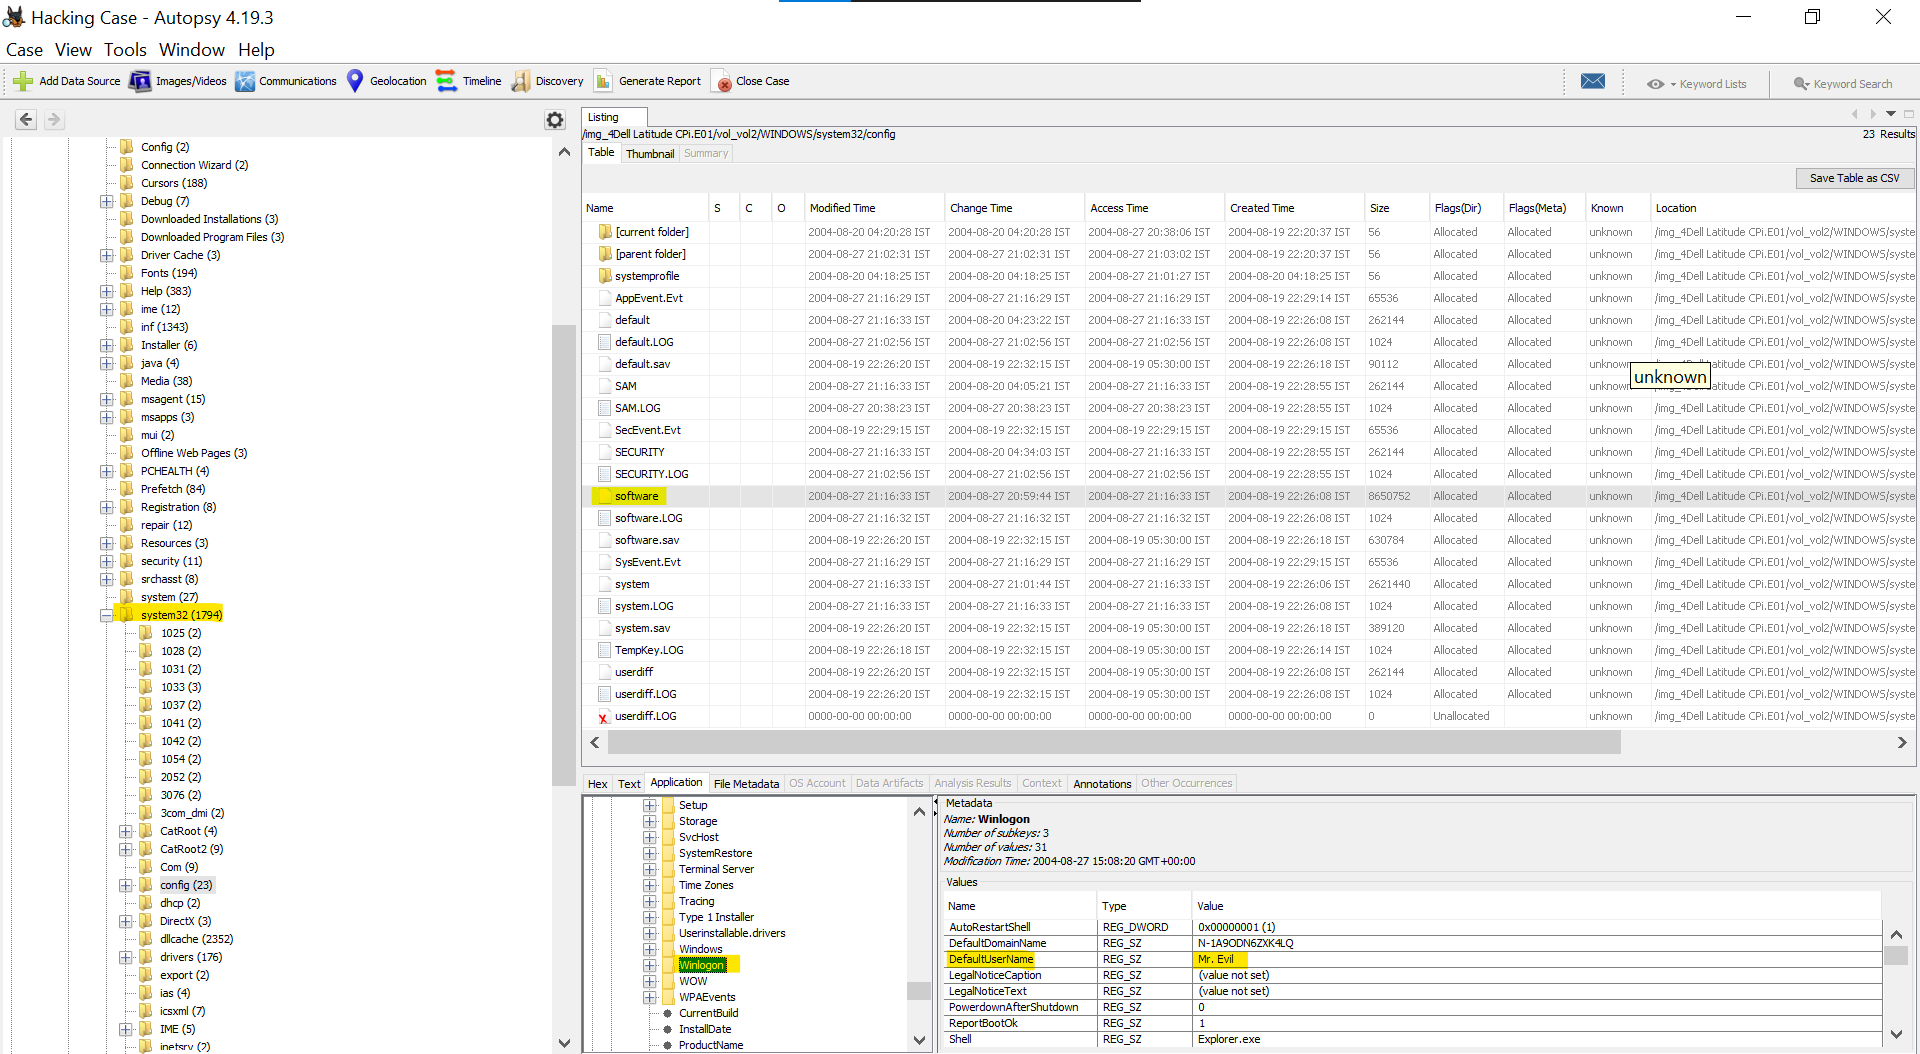 Hacking Case - Autopsy 4.19.3
Case View Tools Window Help
Add Data Source Images/Videos Communications Geolocation Timeline Discovery Generate Report Close Case Keyword Lists Keyword Search
Config (2)
Connection Wizard (2)
Cursors (188)
Debug (7)
Downloaded Installations (3)
Downloaded Program Files (3)
Driver Cache (3)
Fonts (194)
Help (383)
ime (12)
inf (1343)
Installer (6)
java (4)
Media (38)
msagent (15)
msapps (3)
mui (2)
Offline Web Pages (3)
PCHEALTH (4)
Prefetch (84)
Registration (8)
repair (12)
Resources (3)
security (11)
srchasst (8)
system (27)
system32 (1794)
1025 (2)
1028 (2)
1031 (2)
1033 (3)
1037 (2)
1041 (2)
1042 (2)
1054 (2)
2052 (2)
3076 (2)
3com_dmi (2)
CatRoot (4)
CatRoot2 (9)
Com (9)
config (23)
dhcp (2)
DirectX (3)
dllcache (2352)
drivers (176)
export (2)
ias (4)
icsxml (7)
IME (5)
inetsrv (2)
Listing
/img_4Dell Latitude CPi.E01/vol_vol2/WINDOWS/system32/config 23 Results
Table Thumbnail Summary
Save Table as CSV
Name S C O Modified Time Change Time Access Time Created Time Size Flags(Dir) Flags(Meta) Known Location
[current folder] 2004-08-20 04:20:28 IST 2004-08-20 04:20:28 IST 2004-08-27 20:38:06 IST 2004-08-19 22:20:37 IST 56 Allocated Allocated unknown /img_4Dell Latitude CPi.E01/vol_vol2/WINDOWS/syste
[parent folder] 2004-08-27 21:02:31 IST 2004-08-27 21:02:31 IST 2004-08-27 21:03:02 IST 2004-08-19 22:20:37 IST 56 Allocated Allocated unknown /img_4Dell Latitude CPi.E01/vol_vol2/WINDOWS/syste
systemprofile 2004-08-20 04:18:25 IST 2004-08-20 04:18:25 IST 2004-08-27 21:01:27 IST 2004-08-20 04:18:25 IST 56 Allocated Allocated unknown /img_4Dell Latitude CPi.E01/vol_vol2/WINDOWS/syste
AppEvent.Evt 2004-08-27 21:16:29 IST 2004-08-27 21:16:29 IST 2004-08-27 21:16:29 IST 2004-08-19 22:29:14 IST 65536 Allocated Allocated unknown /img_4Dell Latitude CPi.E01/vol_vol2/WINDOWS/syste
default 2004-08-27 21:16:33 IST 2004-08-20 04:23:22 IST 2004-08-27 21:16:33 IST 2004-08-19 22:26:08 IST 262144 Allocated Allocated unknown /img_4Dell Latitude CPi.E01/vol_vol2/WINDOWS/syste
default.LOG 2004-08-27 21:02:56 IST 2004-08-27 21:02:56 IST 2004-08-27 21:02:56 IST 2004-08-19 22:26:08 IST 1024 Allocated Allocated unknown /img_4Dell Latitude CPi.E01/vol_vol2/WINDOWS/syste
default.sav 2004-08-19 22:26:20 IST 2004-08-19 22:32:15 IST 2004-08-19 05:30:00 IST 2004-08-19 22:26:18 IST 90112 Allocated Allocated unknown /img_4Dell Latitude CPi.E01/vol_vol2/WINDOWS/syste
unknown
SAM 2004-08-27 21:16:33 IST 2004-08-20 04:05:21 IST 2004-08-27 21:16:33 IST 2004-08-19 22:28:55 IST 262144 Allocated Allocated unknown /img_4Dell Latitude CPi.E01/vol_vol2/WINDOWS/syste
SAM.LOG 2004-08-27 20:38:23 IST 2004-08-27 20:38:23 IST 2004-08-27 20:38:23 IST 2004-08-19 22:28:55 IST 1024 Allocated Allocated unknown /img_4Dell Latitude CPi.E01/vol_vol2/WINDOWS/syste
SecEvent.Evt 2004-08-19 22:29:15 IST 2004-08-19 22:32:15 IST 2004-08-19 22:29:15 IST 2004-08-19 22:29:15 IST 65536 Allocated Allocated unknown /img_4Dell Latitude CPi.E01/vol_vol2/WINDOWS/syste
SECURITY 2004-08-27 21:16:33 IST 2004-08-20 04:34:03 IST 2004-08-27 21:16:33 IST 2004-08-19 22:28:55 IST 262144 Allocated Allocated unknown /img_4Dell Latitude CPi.E01/vol_vol2/WINDOWS/syste
SECURITY.LOG 2004-08-27 21:02:56 IST 2004-08-27 21:02:56 IST 2004-08-27 21:02:56 IST 2004-08-19 22:28:55 IST 1024 Allocated Allocated unknown /img_4Dell Latitude CPi.E01/vol_vol2/WINDOWS/syste
software 2004-08-27 21:16:33 IST 2004-08-27 20:59:44 IST 2004-08-27 21:16:33 IST 2004-08-19 22:26:08 IST 8650752 Allocated Allocated unknown /img_4Dell Latitude CPi.E01/vol_vol2/WINDOWS/syste
software.LOG 2004-08-27 21:16:32 IST 2004-08-27 21:16:32 IST 2004-08-27 21:16:32 IST 2004-08-19 22:26:08 IST 1024 Allocated Allocated unknown /img_4Dell Latitude CPi.E01/vol_vol2/WINDOWS/syste
software.sav 2004-08-19 22:26:20 IST 2004-08-19 22:32:15 IST 2004-08-19 05:30:00 IST 2004-08-19 22:26:18 IST 630784 Allocated Allocated unknown /img_4Dell Latitude CPi.E01/vol_vol2/WINDOWS/syste
SysEvent.Evt 2004-08-27 21:16:29 IST 2004-08-27 21:16:29 IST 2004-08-27 21:16:29 IST 2004-08-19 22:29:15 IST 65536 Allocated Allocated unknown /img_4Dell Latitude CPi.E01/vol_vol2/WINDOWS/syste
system 2004-08-27 21:16:33 IST 2004-08-27 21:01:44 IST 2004-08-27 21:16:33 IST 2004-08-19 22:26:06 IST 2621440 Allocated Allocated unknown /img_4Dell Latitude CPi.E01/vol_vol2/WINDOWS/syste
system.LOG 2004-08-27 21:16:33 IST 2004-08-27 21:16:33 IST 2004-08-27 21:16:33 IST 2004-08-19 22:26:08 IST 1024 Allocated Allocated unknown /img_4Dell Latitude CPi.E01/vol_vol2/WINDOWS/syste
system.sav 2004-08-19 22:26:20 IST 2004-08-19 22:32:15 IST 2004-08-19 05:30:00 IST 2004-08-19 22:26:18 IST 389120 Allocated Allocated unknown /img_4Dell Latitude CPi.E01/vol_vol2/WINDOWS/syste
TempKey.LOG 2004-08-19 22:26:18 IST 2004-08-19 22:32:15 IST 2004-08-19 05:30:00 IST 2004-08-19 22:26:14 IST 1024 Allocated Allocated unknown /img_4Dell Latitude CPi.E01/vol_vol2/WINDOWS/syste
userdiff 2004-08-19 22:26:20 IST 2004-08-19 22:32:15 IST 2004-08-19 05:30:00 IST 2004-08-19 22:26:08 IST 262144 Allocated Allocated unknown /img_4Dell Latitude CPi.E01/vol_vol2/WINDOWS/syste
userdiff.LOG 2004-08-19 22:26:20 IST 2004-08-19 22:32:15 IST 2004-08-19 05:30:00 IST 2004-08-19 22:26:08 IST 1024 Allocated Allocated unknown /img_4Dell Latitude CPi.E01/vol_vol2/WINDOWS/syste
userdiff.LOG 0000-00-00 00:00:00 0000-00-00 00:00:00 0000-00-00 00:00:00 0000-00-00 00:00:00 0 Unallocated unknown /img_4Dell Latitude CPi.E01/vol_vol2/WINDOWS/syste
Hex Text Application File Metadata OS Account Data Artifacts Analysis Results Context Annotations Other Occurrences
Setup
Storage
SvcHost
SystemRestore
Terminal Server
Time Zones
Tracing
Type 1 Installer
Userinstallable.drivers
Windows
Winlogon
WOW
WPAEvents
CurrentBuild
InstallDate
ProductName
Metadata
Name: Winlogon
Number of subkeys: 3
Number of values: 31
Modification Time: 2004-08-27 15:08:20 GMT+00:00
Values
Name Type Value
AutoRestartShell REG_DWORD 0x00000001 (1)
DefaultDomainName REG_SZ N-1A9ODN6ZXK4LQ
DefaultUserName REG_SZ Mr. Evil
LegalNoticeCaption REG_SZ (value not set)
LegalNoticeText REG_SZ (value not set)
PowerdownAfterShutdown REG_SZ 0
ReportBootOk REG_SZ 1
Shell REG_SZ Explorer.exe